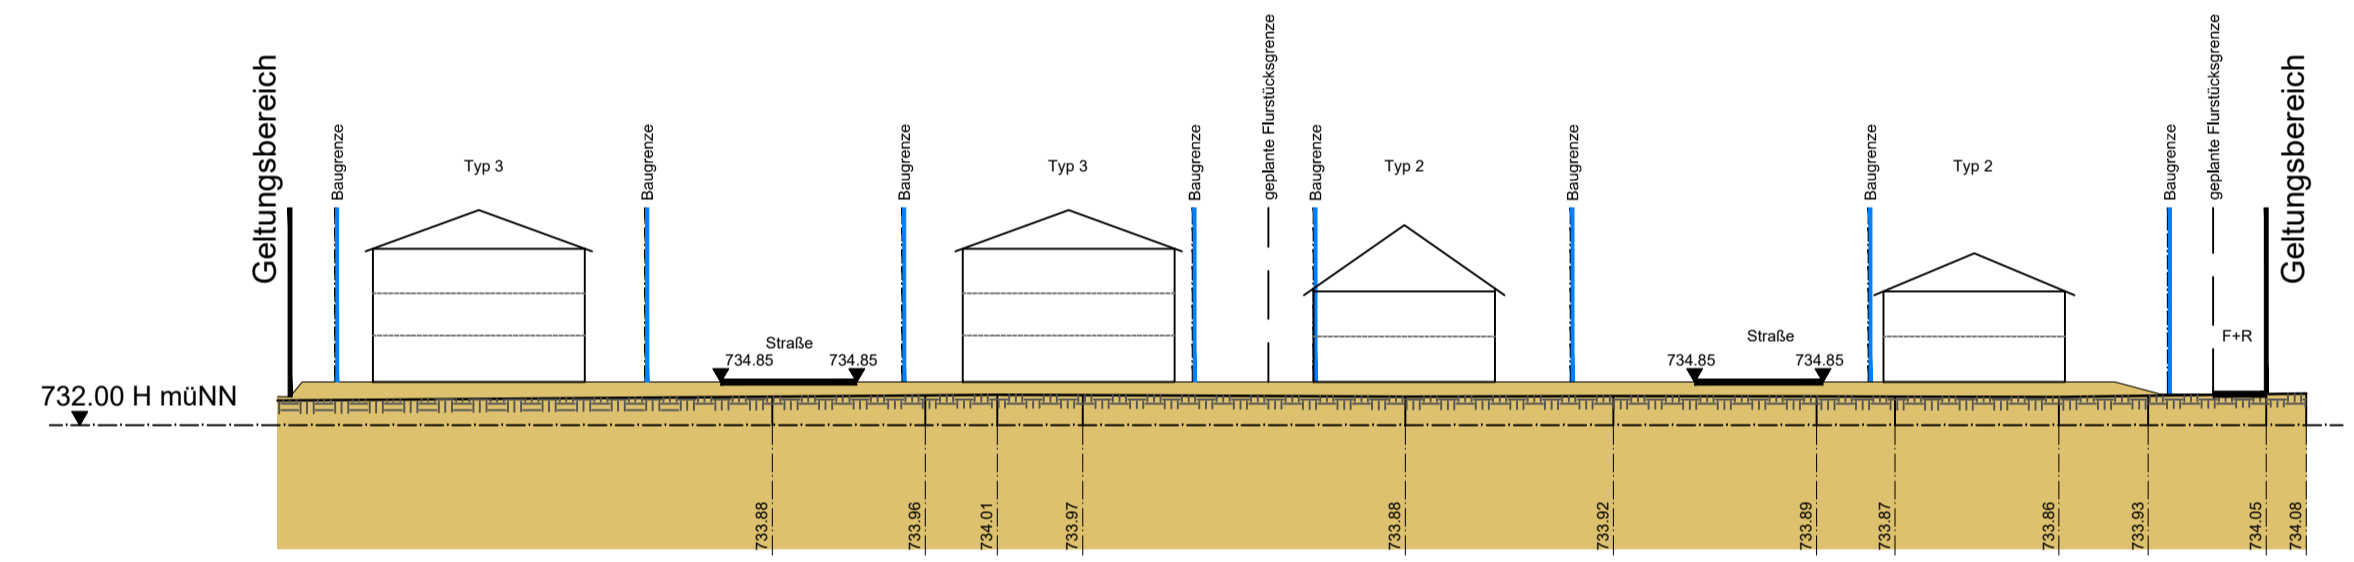 Geltungsbereich
Baugrenze
Typ 3
Baugrenze
Baugrenze
Typ 3
Baugrenze
geplante Flurstücksgrenze
Baugrenze
Typ 2
Baugrenze
Baugrenze
Typ 2
Baugrenze
geplante Flurstücksgrenze
Geltungsbereich
Straße
734.85 734.85
Straße
734.85 734.85
F+R
732.00 H müNN
733.88
733.96
734.01
733.97
733.88
733.92
733.89
733.87
733.86
733.93
734.05
734.08